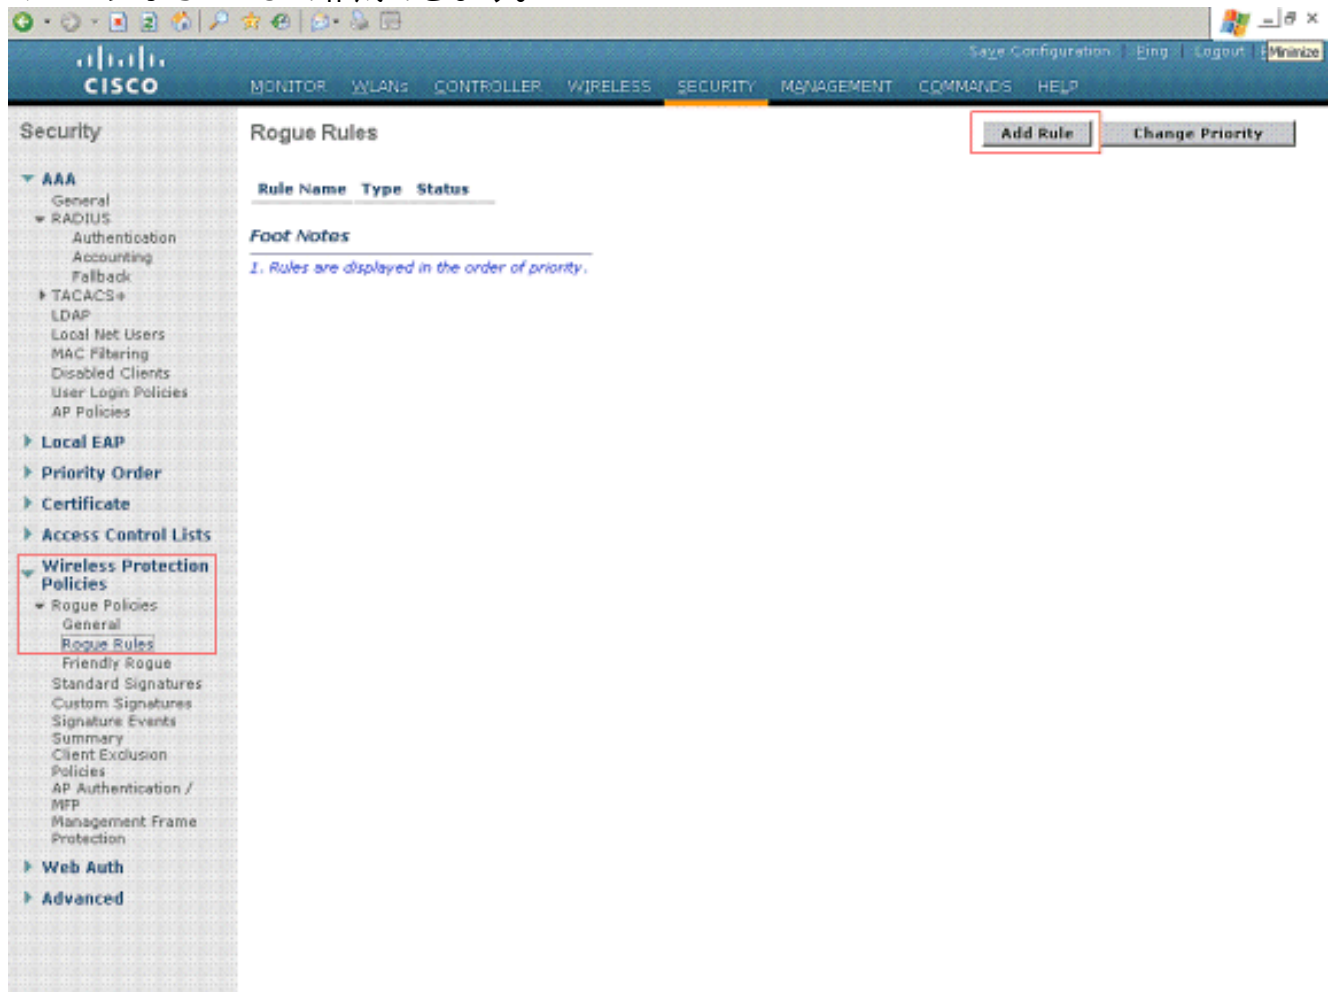 CISCO
MONITOR WLANs CONTROLLER WIRELESS SECURITY MANAGEMENT COMMANDS HELP
Save Configuration Ping Logout
Minimize
Security
AAA
General
RADIUS
Authentication
Accounting
Fallback
TACACS+
LDAP
Local Net Users
MAC Filtering
Disabled Clients
User Login Policies
AP Policies
Local EAP
Priority Order
Certificate
Access Control Lists
Wireless Protection
Policies
Rogue Policies
General
Rogue Rules
Friendly Rogue
Standard Signatures
Custom Signatures
Signature Events
Summary
Client Exclusion
Policies
AP Authentication /
MFP
Management Frame
Protection
Web Auth
Advanced
Rogue Rules
Add Rule Change Priority
Rule Name Type Status
Foot Notes
1. Rules are displayed in the order of priority.